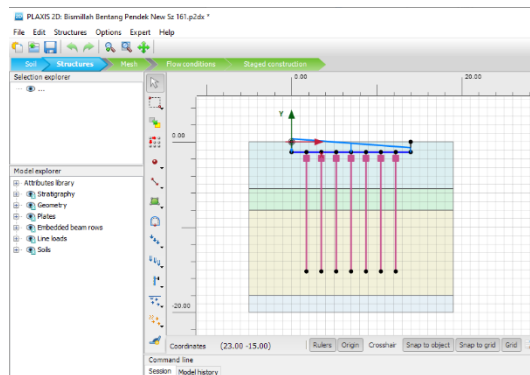 PLAXIS 2D: Bismillah Bentang Pendek New Sz 161.p2dx *
File Edit Structures Options Expert Help
Soil Structures Mesh Flow conditions Staged construction
Selection explorer
...
0.00 20.00
Y
0.00
Model explorer
Attributes library
Stratigraphy
Geometry
Plates
Embedded beam rows
Line loads
Soils
-20.00
Coordinates (23.00 -15.00) Rulers Origin Crosshair Snap to object Snap to grid Grid
Command line
Session Model history